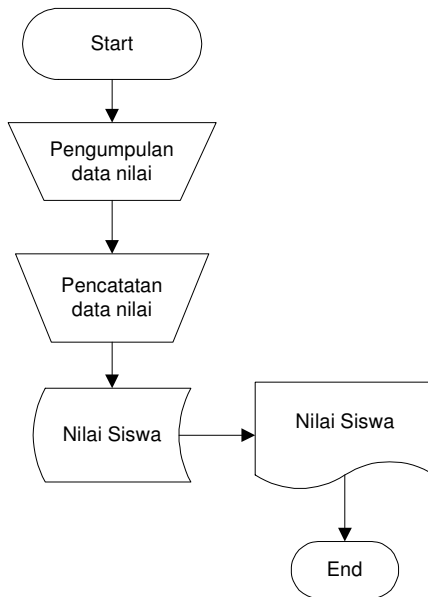 Start
Pengumpulan
data nilai
Pencatatan
data nilai
Nilai Siswa
Nilai Siswa
End